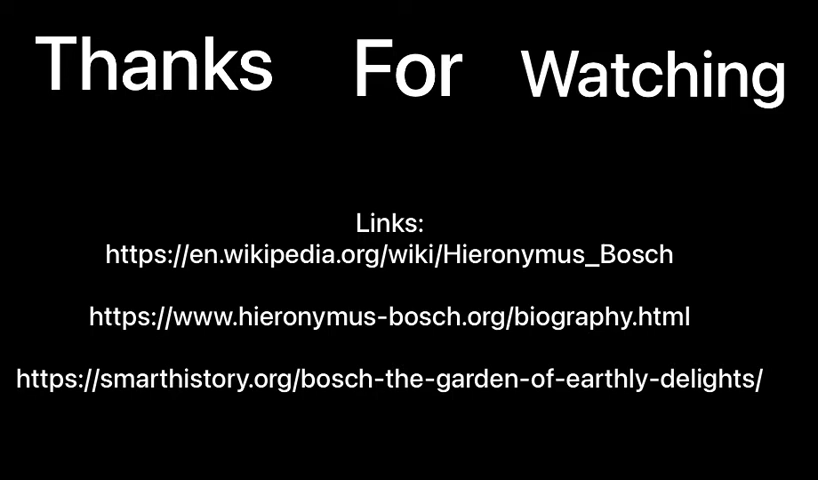 Thanks For Watching
Links:
https://en.wikipedia.org/wiki/Hieronymus_Bosch
https://www.hieronymus-bosch.org/biography.html
https://smarthistory.org/bosch-the-garden-of-earthly-delights/